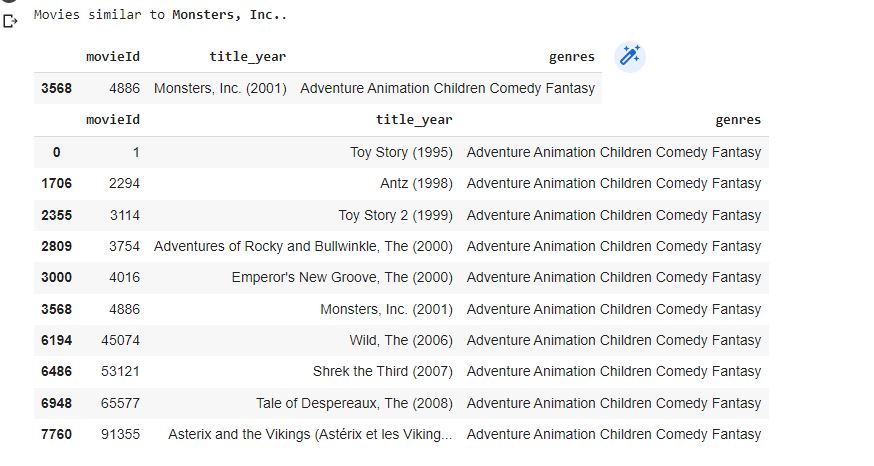 Movies similar to Monsters, Inc..
movieId title_year genres
3568 4886 Monsters, Inc. (2001) Adventure Animation Children Comedy Fantasy
movieId title_year genres
0 1 Toy Story (1995) Adventure Animation Children Comedy Fantasy
1706 2294 Antz (1998) Adventure Animation Children Comedy Fantasy
2355 3114 Toy Story 2 (1999) Adventure Animation Children Comedy Fantasy
2809 3754 Adventures of Rocky and Bullwinkle, The (2000) Adventure Animation Children Comedy Fantasy
3000 4016 Emperor's New Groove, The (2000) Adventure Animation Children Comedy Fantasy
3568 4886 Monsters, Inc. (2001) Adventure Animation Children Comedy Fantasy
6194 45074 Wild, The (2006) Adventure Animation Children Comedy Fantasy
6486 53121 Shrek the Third (2007) Adventure Animation Children Comedy Fantasy
6948 65577 Tale of Despereaux, The (2008) Adventure Animation Children Comedy Fantasy
7760 91355 Asterix and the Vikings (Astérix et les Viking... Adventure Animation Children Comedy Fantasy